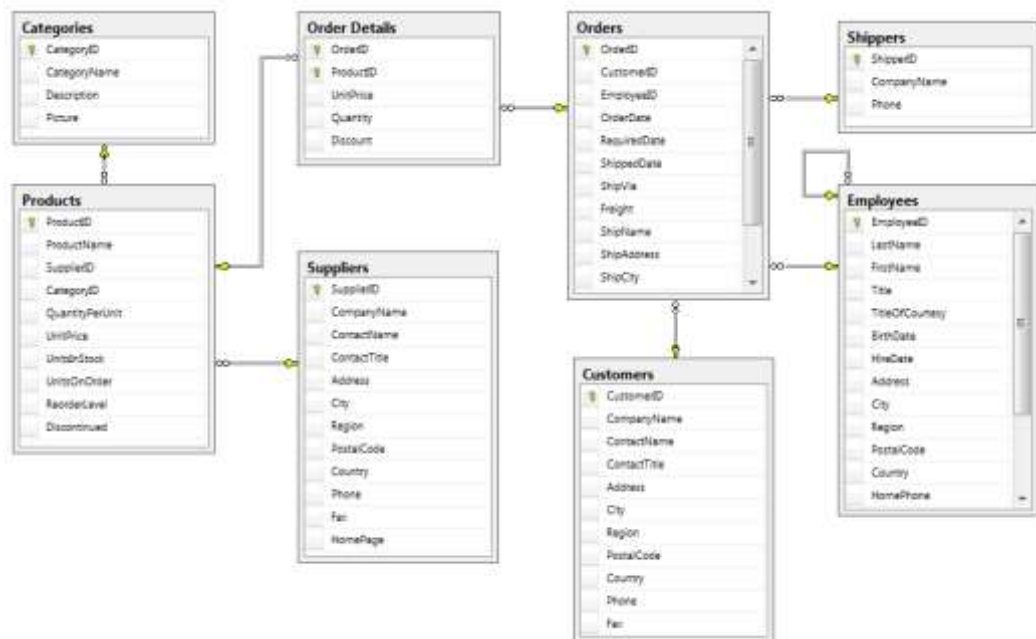 Categories
CategoryID
CategoryName
Description
Picture
Order Details
OrderID
ProductID
UnitPrice
Quantity
Discount
Orders
OrderID
CustomerID
EmployeeID
OrderDate
RequiredDate
ShippedDate
ShipVia
Freight
ShipName
ShipAddress
ShipCity
Shippers
ShipperID
CompanyName
Phone
Products
ProductID
ProductName
SupplierID
CategoryID
QuantityPerUnit
UnitPrice
UnitsInStock
UnitsOnOrder
ReorderLevel
Discontinued
Suppliers
SupplierID
CompanyName
ContactName
ContactTitle
Address
City
Region
PostalCode
Country
Phone
Fax
HomePage
Employees
EmployeeID
LastName
FirstName
Title
TitleOfCourtesy
BirthDate
HireDate
Address
City
Region
PostalCode
Country
HomePhone
Customers
CustomerID
CompanyName
ContactName
ContactTitle
Address
City
Region
PostalCode
Country
Phone
Fax